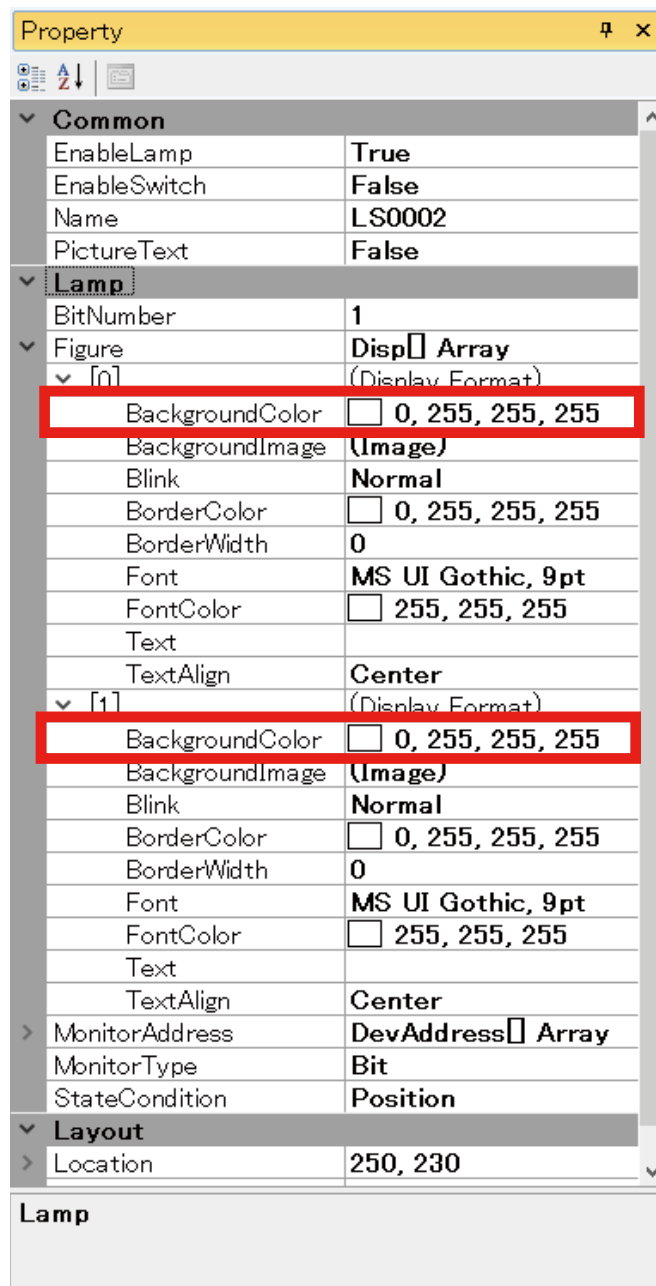 Property
Common
EnableLamp True
EnableSwitch False
Name LS0002
PictureText False
Lamp
BitNumber 1
Figure Disp[] Array
[0] (Display Format)
BackgroundColor 0, 255, 255, 255
BackgroundImage (Image)
Blink Normal
BorderColor 0, 255, 255, 255
BorderWidth 0
Font MS UI Gothic, 9pt
FontColor 255, 255, 255
Text
TextAlign Center
[1] (Display Format)
BackgroundColor 0, 255, 255, 255
BackgroundImage (Image)
Blink Normal
BorderColor 0, 255, 255, 255
BorderWidth 0
Font MS UI Gothic, 9pt
FontColor 255, 255, 255
Text
TextAlign Center
MonitorAddress DevAddress[] Array
MonitorType Bit
StateCondition Position
Layout
Location 250, 230
Lamp